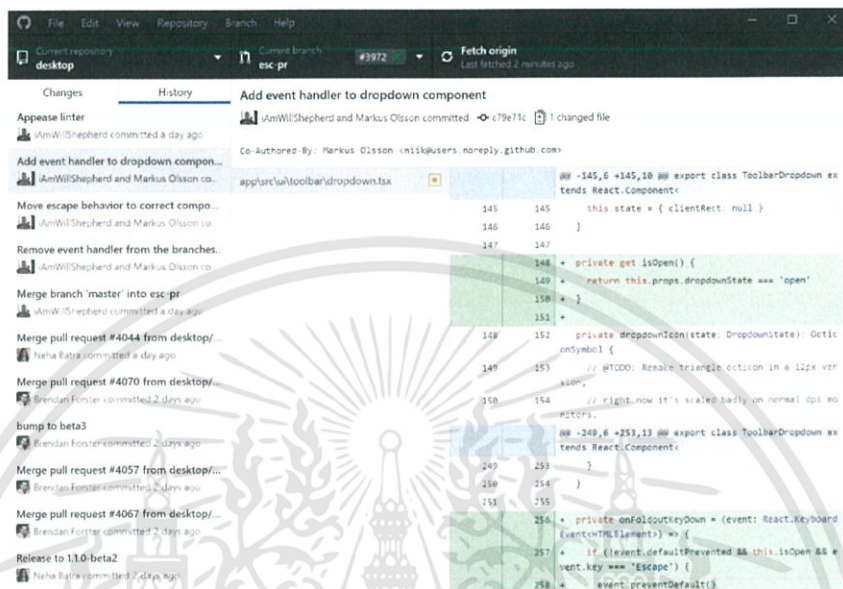 File Edit View Repository Branch Help
Current repository
desktop
Current branch
esc-pr
#3972
Fetch origin
Last fetched 2 minutes ago
Changes
History
Appease linter
iAmWillShepherd committed a day ago
Add event handler to dropdown compon...
iAmWillShepherd and Markus Olsson co...
Move escape behavior to correct compo...
iAmWillShepherd and Markus Olsson co...
Remove event handler from the branches..
iAmWillShepherd and Markus Olsson co...
Merge branch 'master' into esc-pr
iAmWillShepherd committed a day ago
Merge pull request #4044 from desktop/...
Neha Batra committed a day ago
Merge pull request #4070 from desktop/...
Brendan Forster committed 2 days ago
bump to beta3
Brendan Forster committed 2 days ago
Merge pull request #4057 from desktop/...
Brendan Forster committed 2 days ago
Merge pull request #4067 from desktop/...
Brendan Forster committed 2 days ago
Release to 1.1.0-beta2
Neha Batra committed 2 days ago
Add event handler to dropdown component
iAmWillShepherd and Markus Olsson committed c79e71c 1 changed file
Co-Authored-By: Markus Olsson <niik@users.noreply.github.com>
app\src\ui\toolbar\dropdown.tsx
@@ -145,6 +145,10 @@ export class ToolbarDropdown ex
tends React.Component<
145 145 this.state = { clientRect: null }
146 146 }
147 147
148 + private get isOpen() {
149 + return this.props.dropdownState === 'open'
150 + }
151 +
148 152 private dropdownIcon(state: DropdownState): Octic
onSymbol {
149 153 // @TODO: Remake triangle octicon in a 12px ver
sion,
150 154 // right now it's scaled badly on normal dpi mo
nitors.
@@ -249,6 +253,13 @@ export class ToolbarDropdown ex
tends React.Component<
249 253 }
250 254 }
251 255
256 + private onFoldoutKeyDown = (event: React.Keyboard
Event<HTMLElement>) => {
257 + if (!event.defaultPrevented && this.isOpen && e
vent.key === 'Escape') {
258 + event.preventDefault()